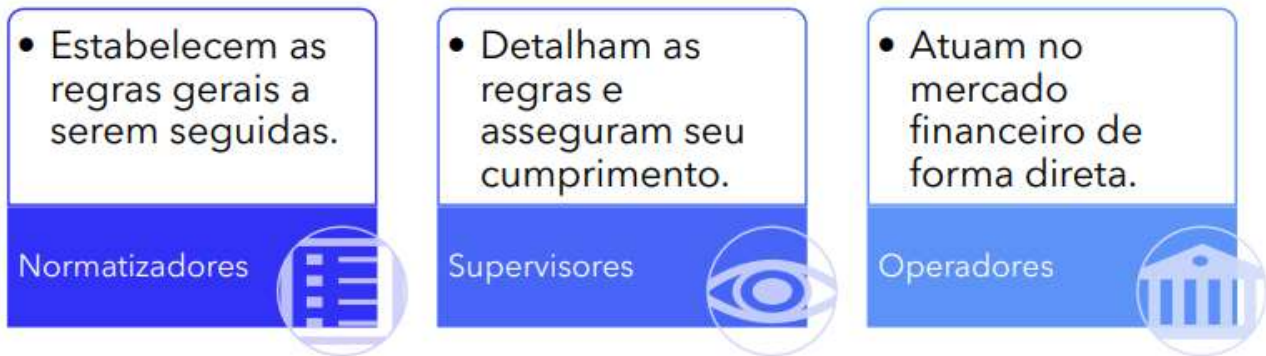 • Estabelecem as
regras gerais a
serem seguidas.
Normatizadores
• Detalham as
regras e
asseguram seu
cumprimento.
Supervisores
• Atuam no
mercado
financeiro de
forma direta.
Operadores